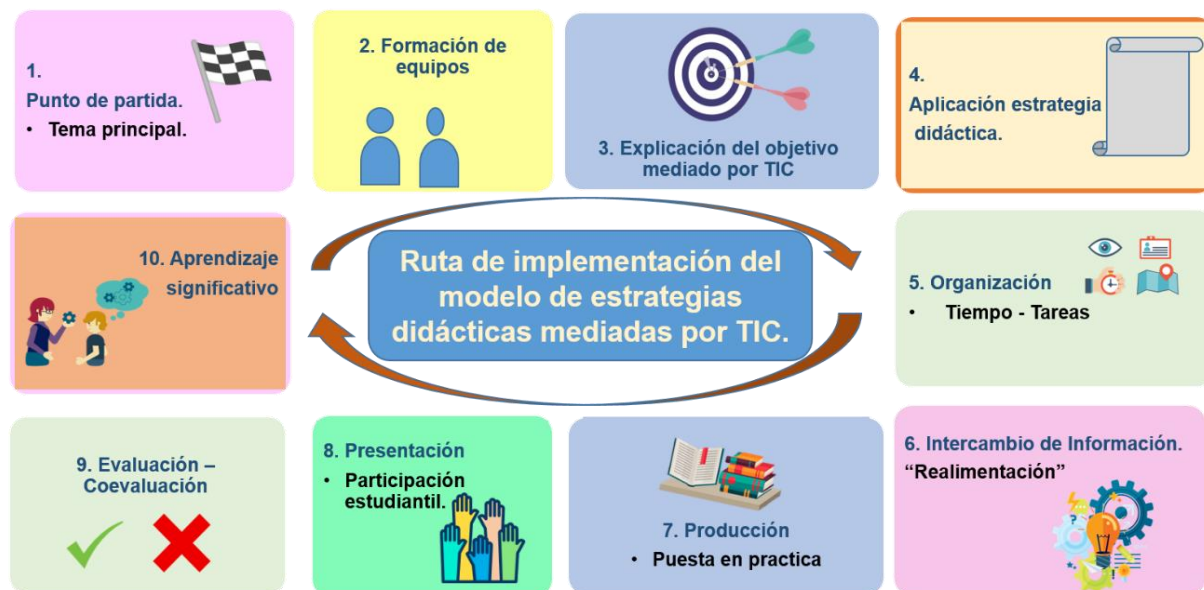 1.
Punto de partida.
• Tema principal.
2. Formación de
equipos
3. Explicación del objetivo
mediado por TIC
4.
Aplicación estrategia
didáctica.
10. Aprendizaje
significativo
Ruta de implementación del
modelo de estrategias
didácticas mediadas por TIC.
5. Organización
• Tiempo - Tareas
9. Evaluación –
Coevaluación
8. Presentación
• Participación
estudiantil.
7. Producción
• Puesta en practica
6. Intercambio de Información.
“Realimentación”